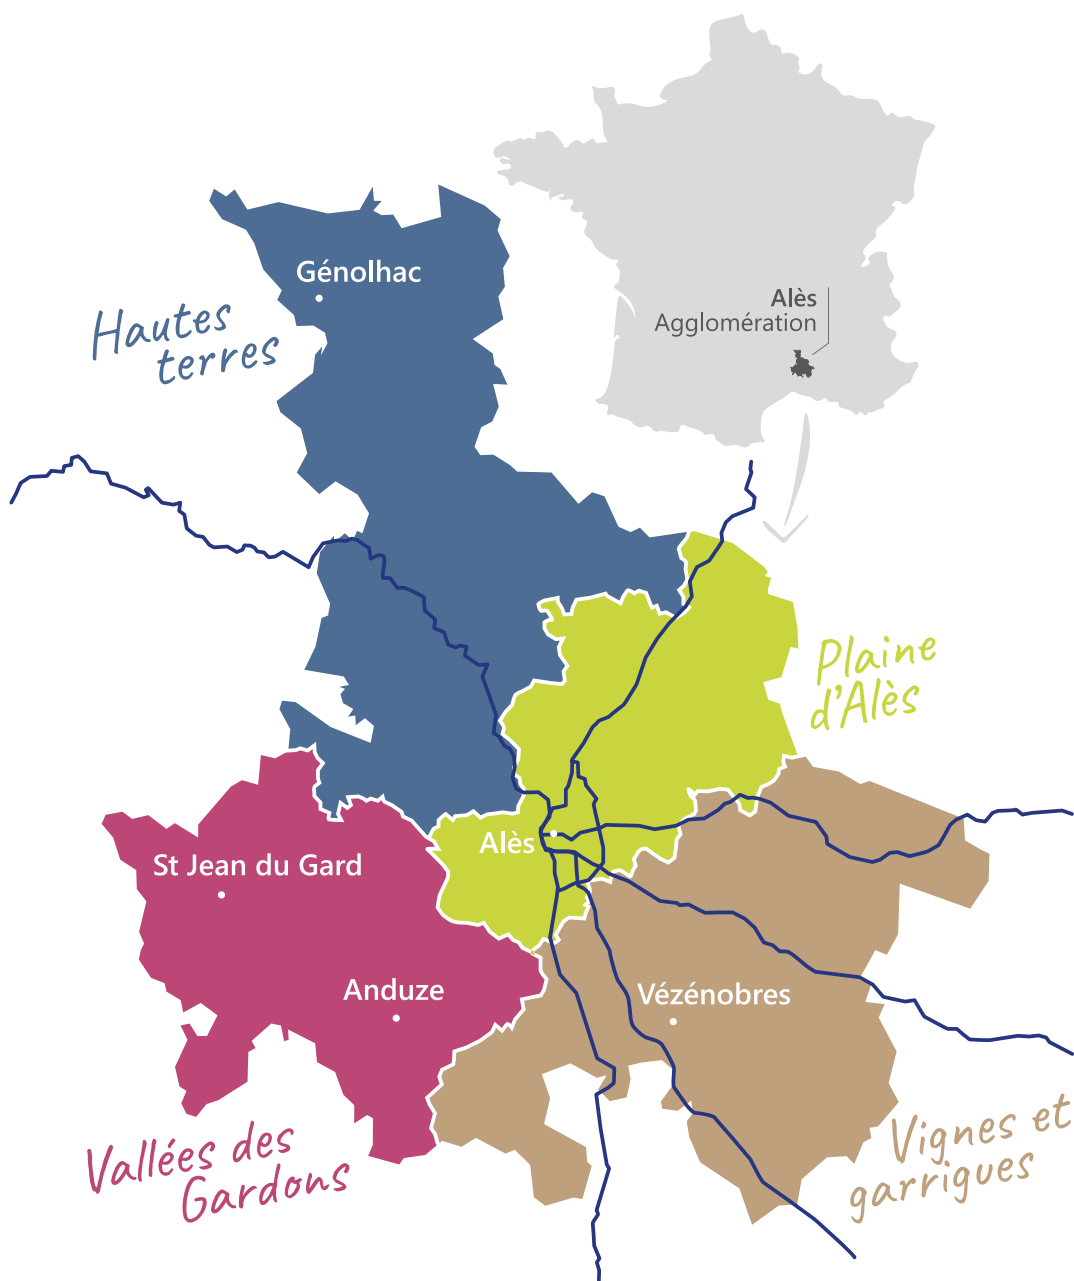 Génolhac
Alès
Agglomération
Hautes
terres
Plaine
d'Alès
Alès
St Jean du Gard
Anduze
Vézénobres
Vallées des
Gardons
Vignes et
garrigues